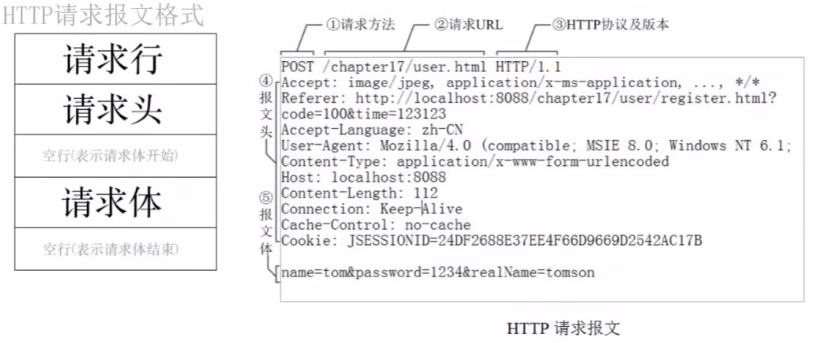 HTTP请求报文格式
请求行
请求头
空行(表示请求体开始)
请求体
空行(表示请求体结束)
①请求方法
②请求URL
③HTTP协议及版本
④报文头
⑤报文体
POST /chapter17/user.html HTTP/1.1
Accept: image/jpeg, application/x-ms-application, ..., */*
Referer: http://localhost:8088/chapter17/user/register.html?
code=100&time=123123
Accept-Language: zh-CN
User-Agent: Mozilla/4.0 (compatible; MSIE 8.0; Windows NT 6.1;
Content-Type: application/x-www-form-urlencoded
Host: localhost:8088
Content-Length: 112
Connection: Keep-Alive
Cache-Control: no-cache
Cookie: JSESSIONID=24DF2688E37EE4F66D9669D2542AC17B
name=tom&password=1234&realName=tomson
HTTP 请求报文